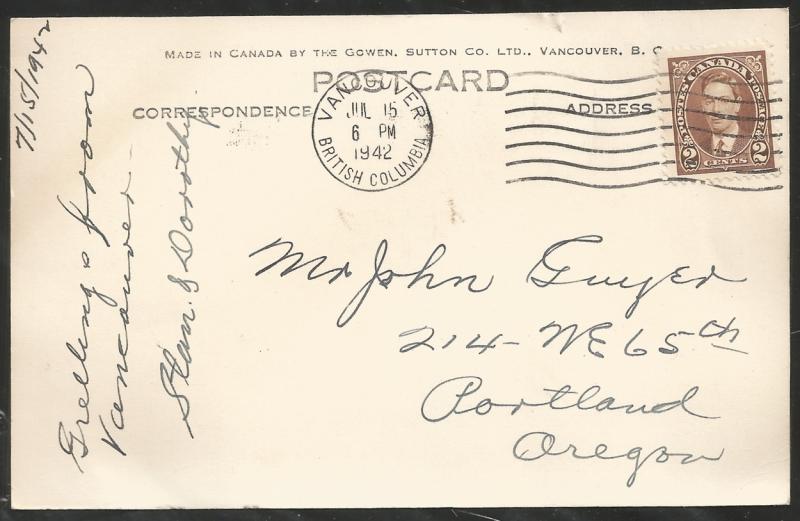 MADE IN CANADA BY THE GOWEN, SUTTON CO. LTD., VANCOUVER, B. C.
POSTCARD
CORRESPONDENCE
ADDRESS
VANCOUVER
JUL 15
6 PM
1942
BRITISH COLUMBIA
POSTES CANADA POSTAGE
2 CENTS 2
7/15/1942
Greetings from
Vancouver
Stan. & Dorothy
Mr John Guyer
214 - NE 65th
Portland
Oregon